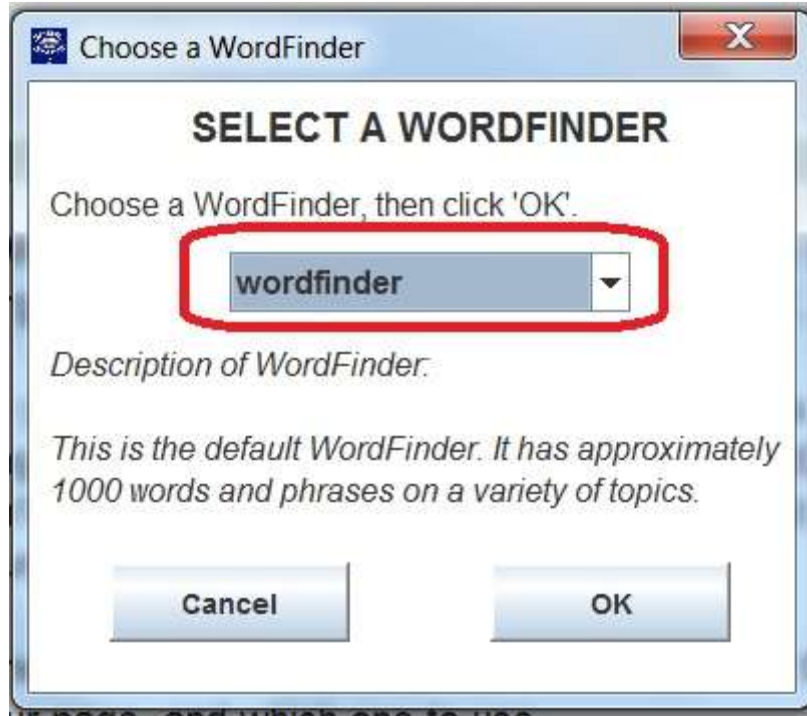 Choose a WordFinder
SELECT A WORDFINDER
Choose a WordFinder, then click 'OK'.
wordfinder
Description of WordFinder:
This is the default WordFinder. It has approximately
1000 words and phrases on a variety of topics.
Cancel
OK